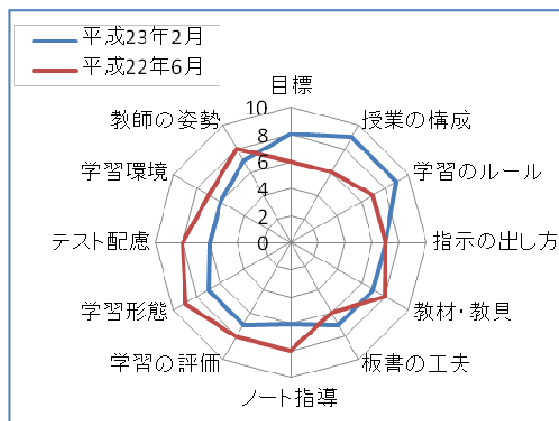 平成23年2月
平成22年6月
目標
授業の構成
学習のルール
指示の出し方
教材・教具
板書の工夫
ノート指導
学習の評価
学習形態
テスト配慮
学習環境
教師の姿勢
10
8
6
4
2
0